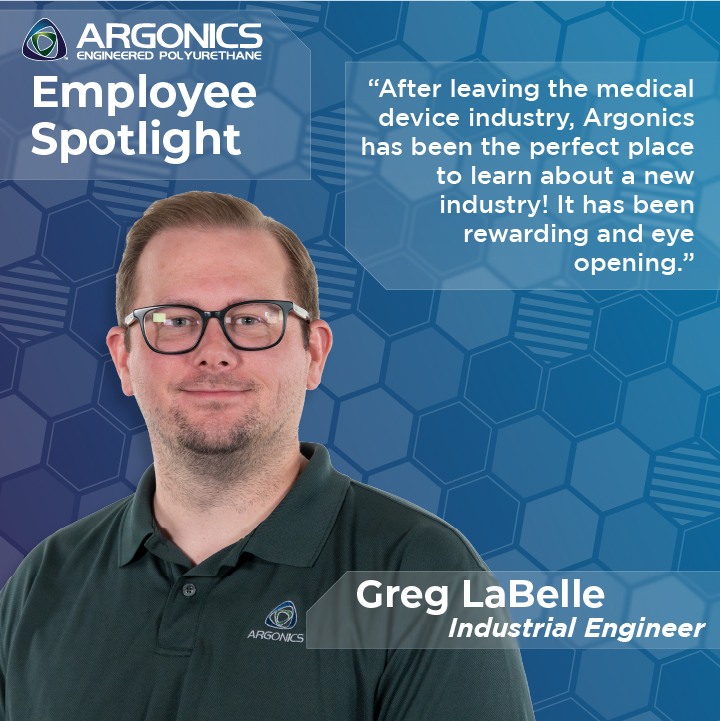 ARGONICS
ENGINEERED POLYURETHANE
Employee
Spotlight
“After leaving the medical
device industry, Argonics
has been the perfect place
to learn about a new
industry! It has been
rewarding and eye
opening.”
ARGONICS
Greg LaBelle
Industrial Engineer